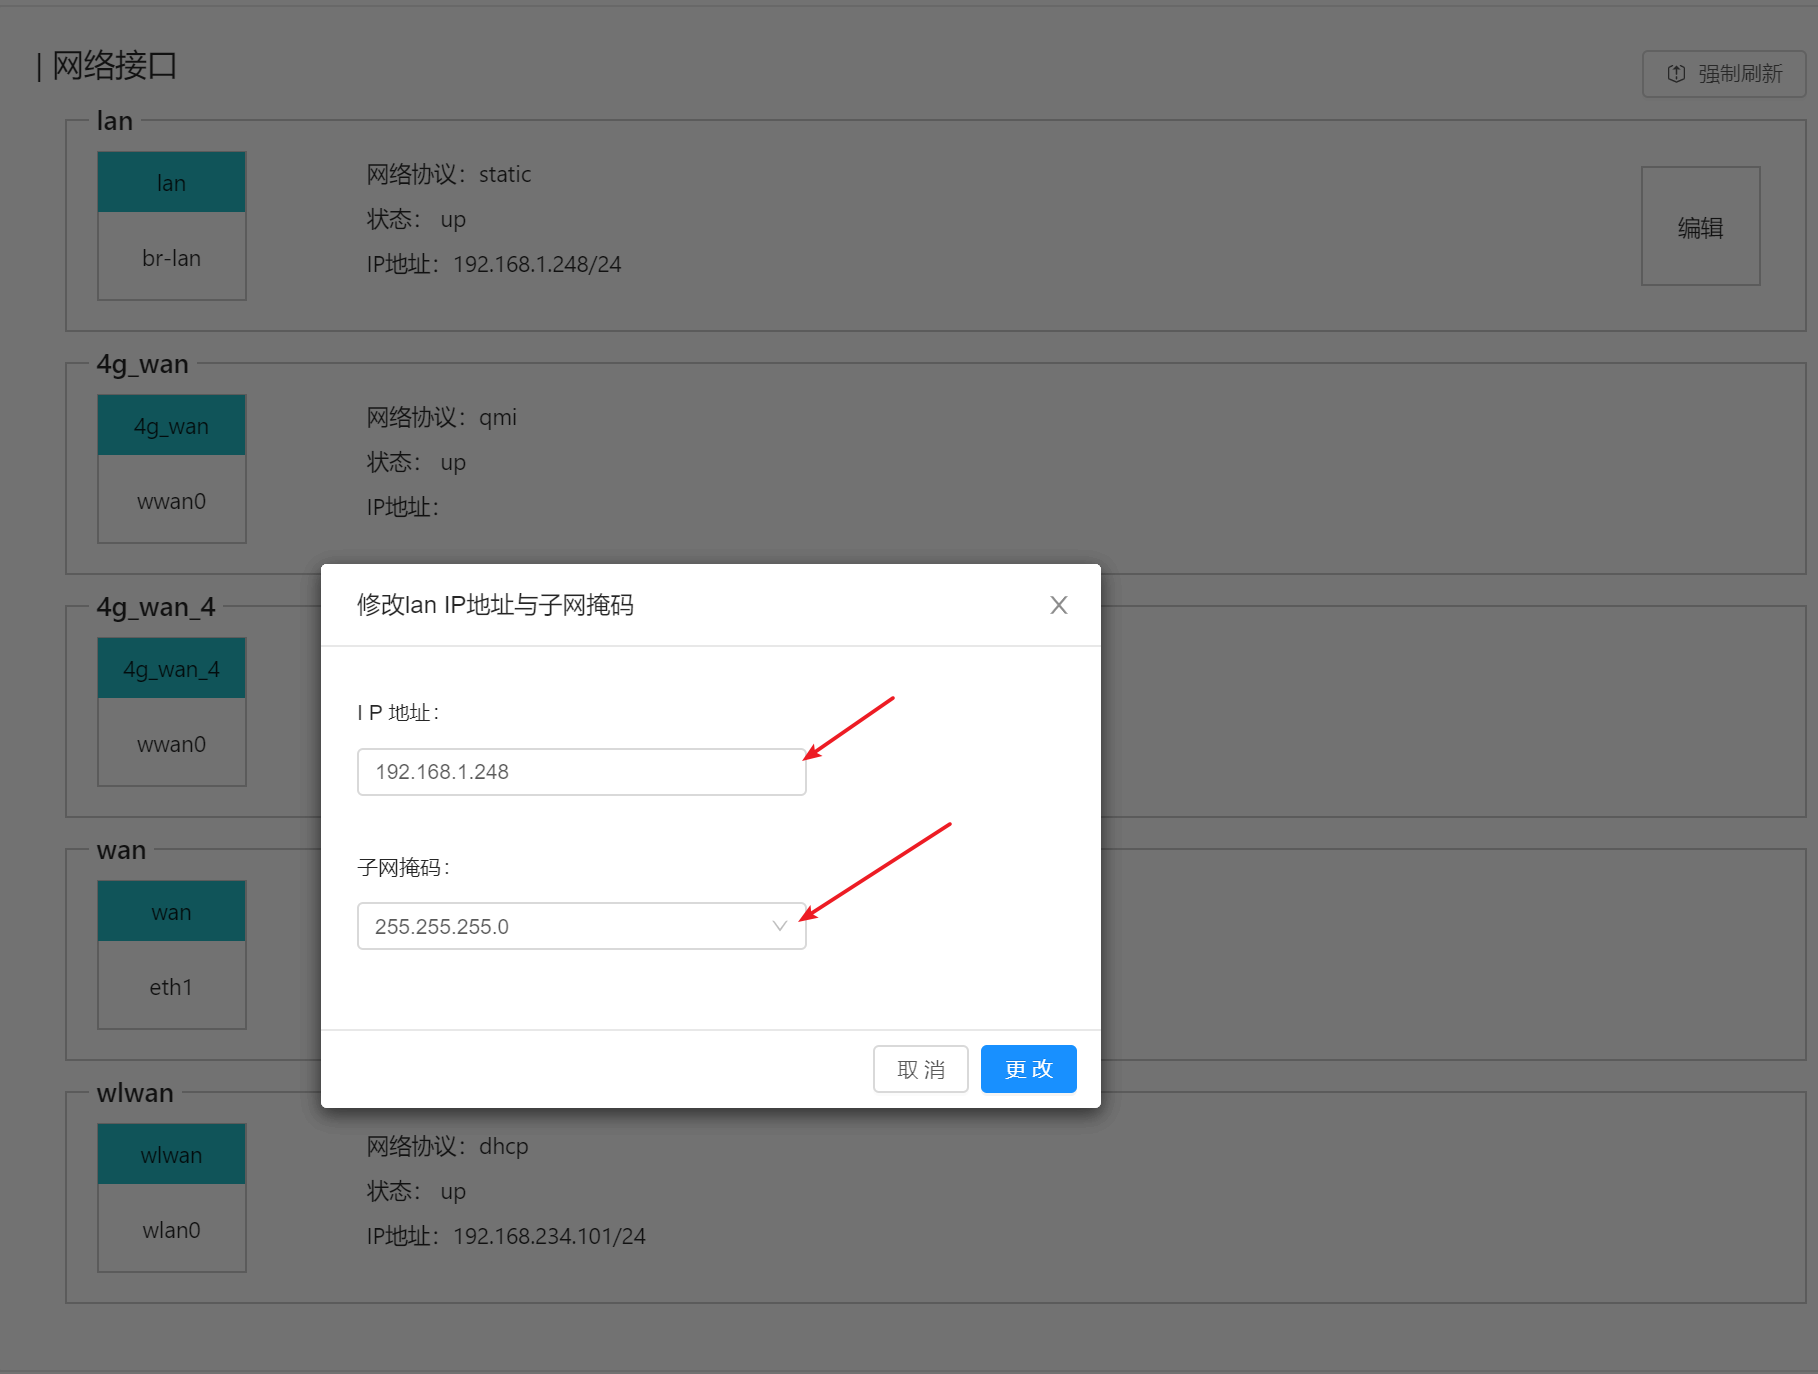 | 网络接口
强制刷新
lan
lan
br-lan
网络协议：static
状态： up
IP地址：192.168.1.248/24
编辑
4g_wan
4g_wan
wwan0
网络协议：qmi
状态： up
IP地址：
4g_wan_4
4g_wan_4
wwan0
修改lan IP地址与子网掩码
I P 地址：
192.168.1.248
子网掩码：
255.255.255.0
取 消
更 改
wan
wan
eth1
wlwan
wlwan
wlan0
网络协议：dhcp
状态： up
IP地址：192.168.234.101/24